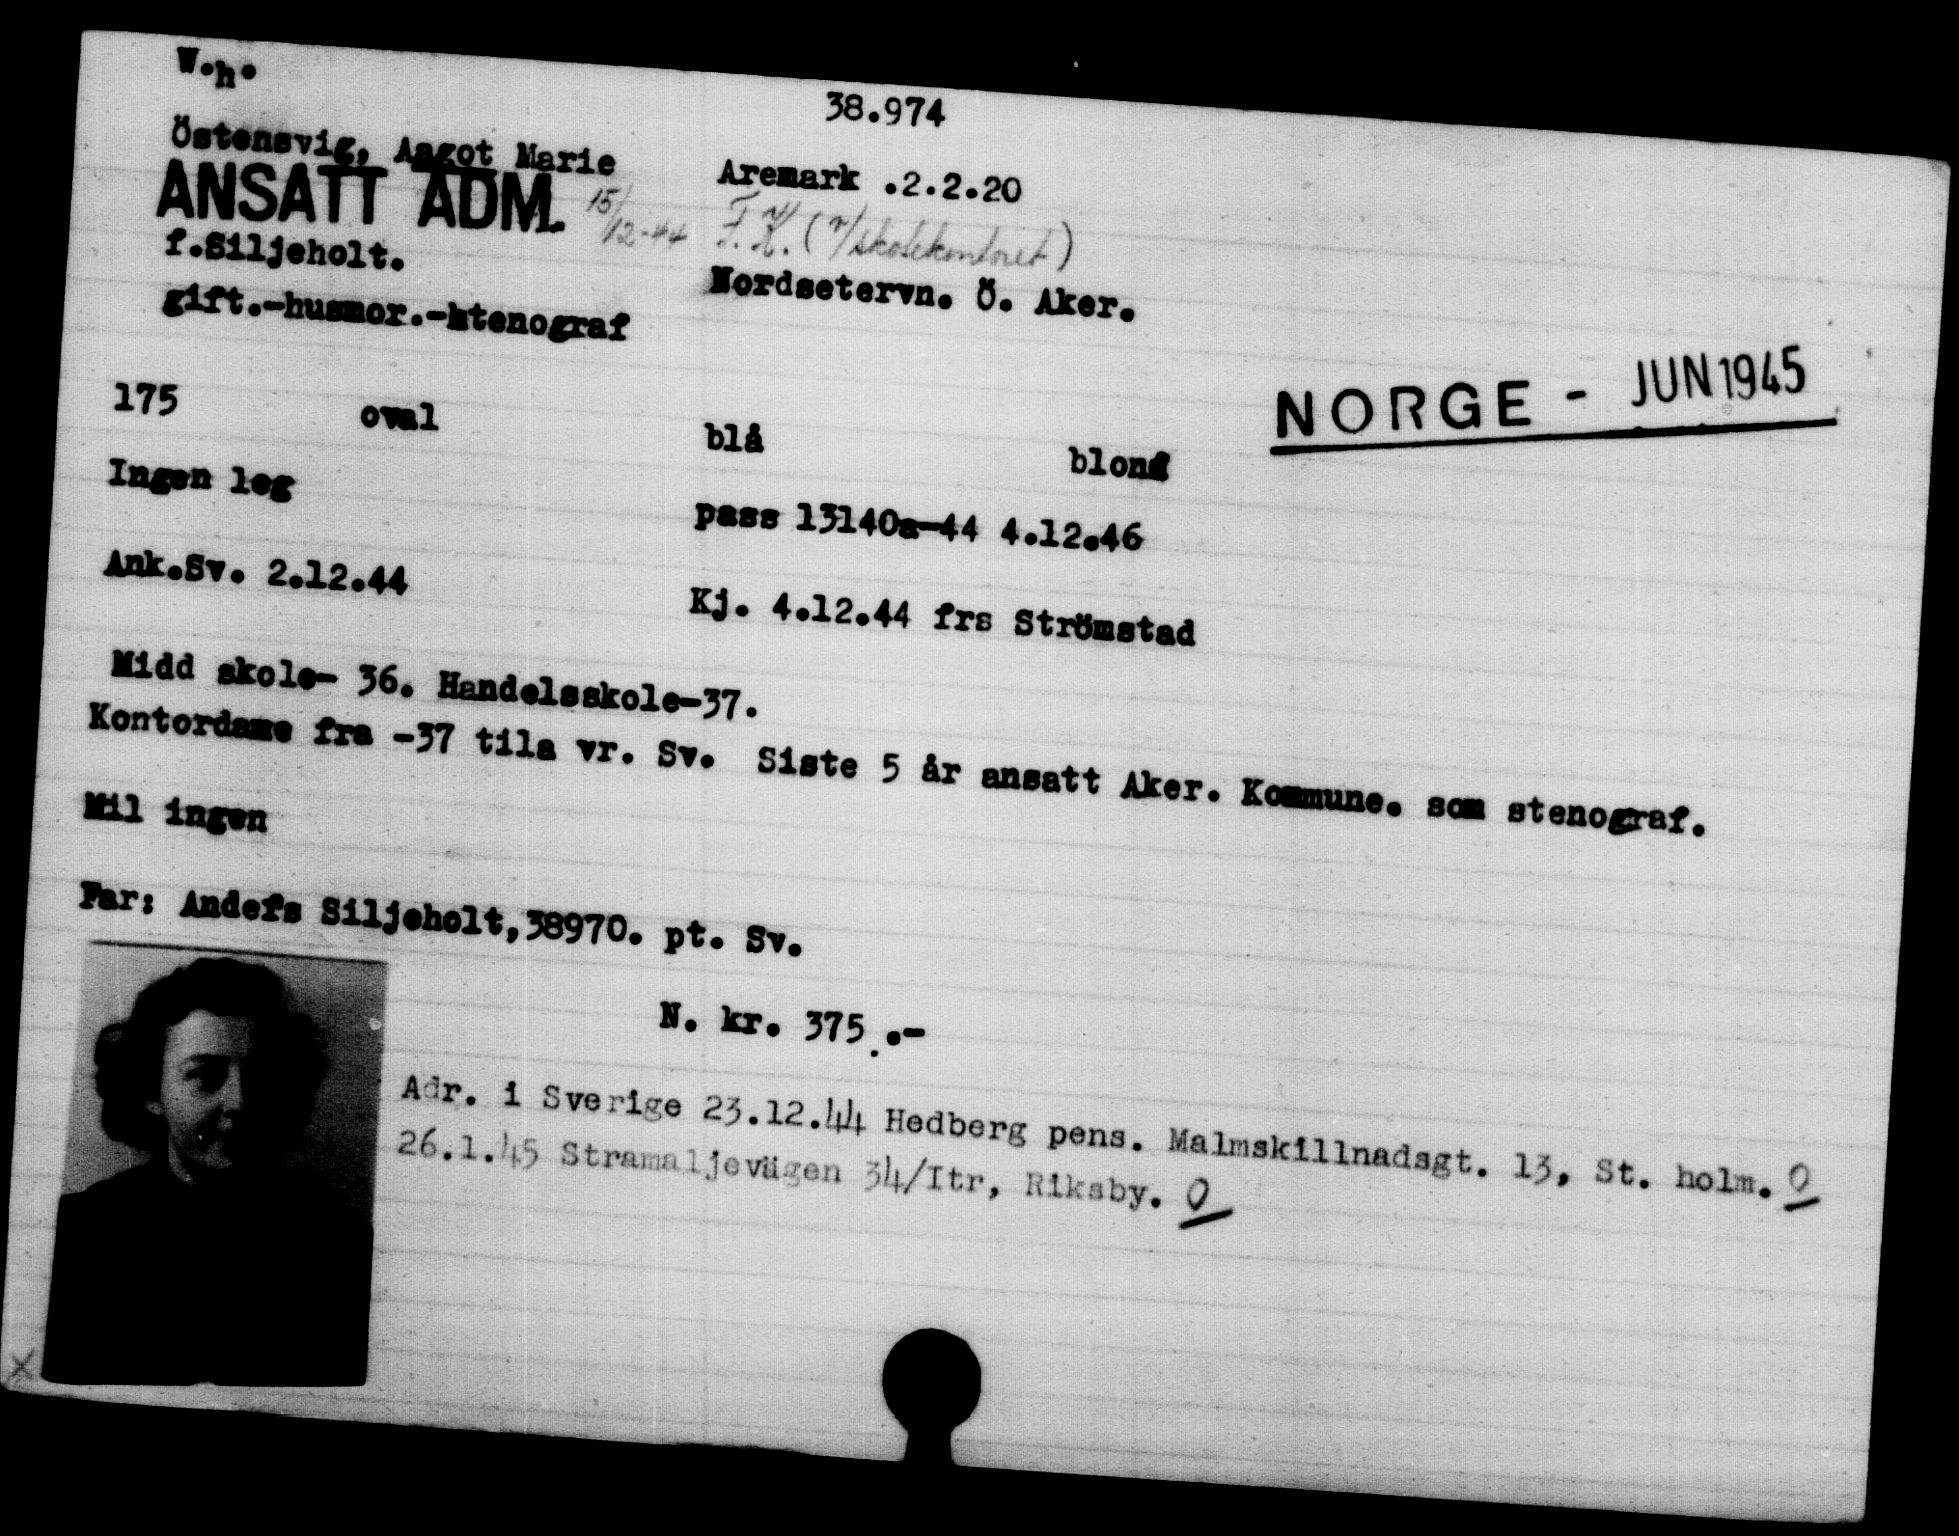 W.h.
38.974
Östensvig, Aagot Marie
Aremark .2.2.20
ANSATT ADM. 15/12-44
F.K. (v/skolekontoret)
f.Siljeholt.
Nordsetervn. Ö. Aker.
gift.-husmor.-stenograf
NORGE - JUN 1945
175 oval blå blond
Ingen leg
pass 13140a-44 4.12.46
Ank.Sv. 2.12.44
Kj. 4.12.44 frs Strömstad
Midd skole- 36. Handelsskole-37.
Kontordame fra -37 tila vr. Sv. Siste 5 år ansatt Aker. Kommune. som stenograf.
Mil ingen
Far: Andefs Siljeholt,38970. pt. Sv.
N. kr. 375 .-
Adr. i Sverige 23.12.44 Hedberg pens. Malmskillnadsgt. 13, St. holm. O
26.1.45 Stramaljevägen 34/Itr, Riksby. O
X